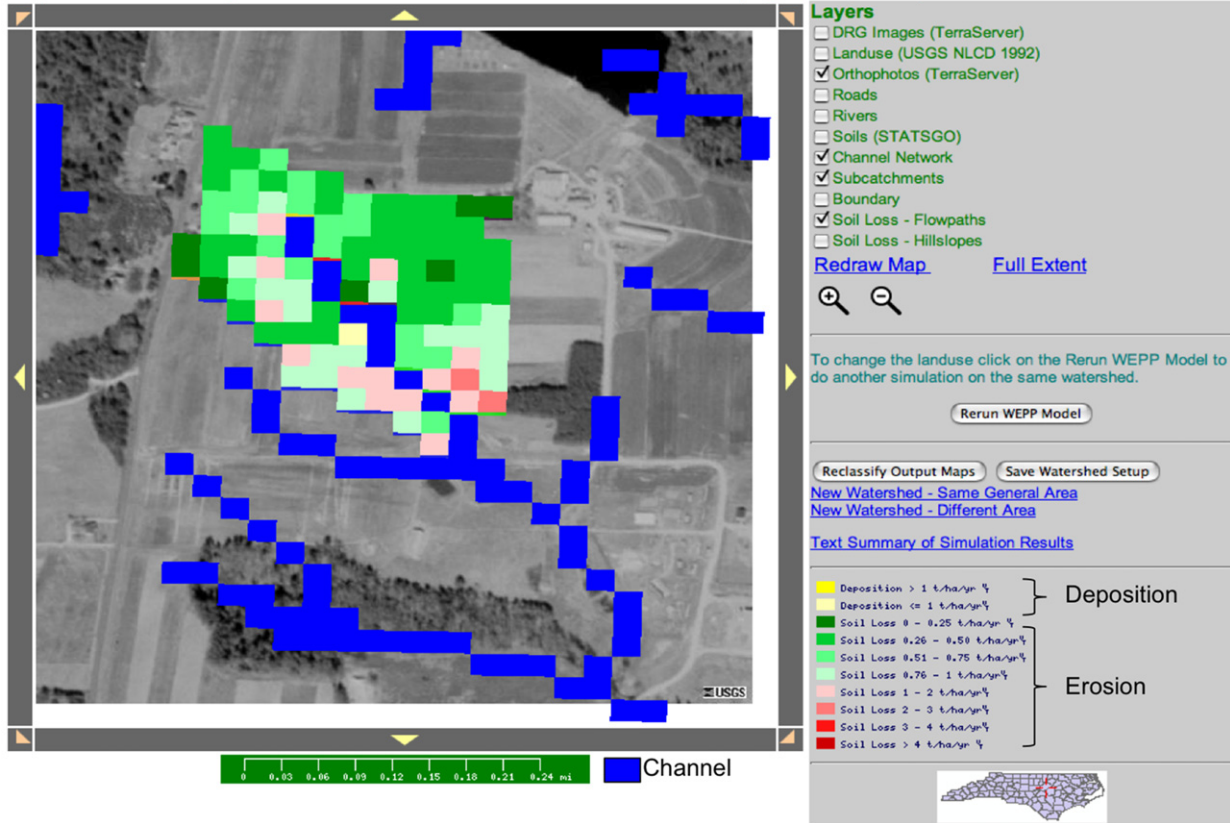 Layers
DRG Images (TerraServer)
Landuse (USGS NLCD 1992)
Orthophotos (TerraServer)
Roads
Rivers
Soils (STATSGO)
Channel Network
Subcatchments
Boundary
Soil Loss - Flowpaths
Soil Loss - Hillslopes
Redraw Map Full Extent
To change the landuse click on the Rerun WEPP Model to
do another simulation on the same watershed.
Rerun WEPP Model
Reclassify Output Maps Save Watershed Setup
New Watershed - Same General Area
New Watershed - Different Area
Text Summary of Simulation Results
Deposition > 1 t/ha/yr
Deposition <= 1 t/ha/yr
Deposition
Soil Loss 0 - 0.25 t/ha/yr
Soil Loss 0.26 - 0.50 t/ha/yr
Soil Loss 0.51 - 0.75 t/ha/yr
Soil Loss 0.76 - 1 t/ha/yr
Soil Loss 1 - 2 t/ha/yr
Soil Loss 2 - 3 t/ha/yr
Soil Loss 3 - 4 t/ha/yr
Soil Loss > 4 t/ha/yr
Erosion
USGS
0 0.03 0.06 0.09 0.12 0.15 0.18 0.21 0.24 mi
Channel